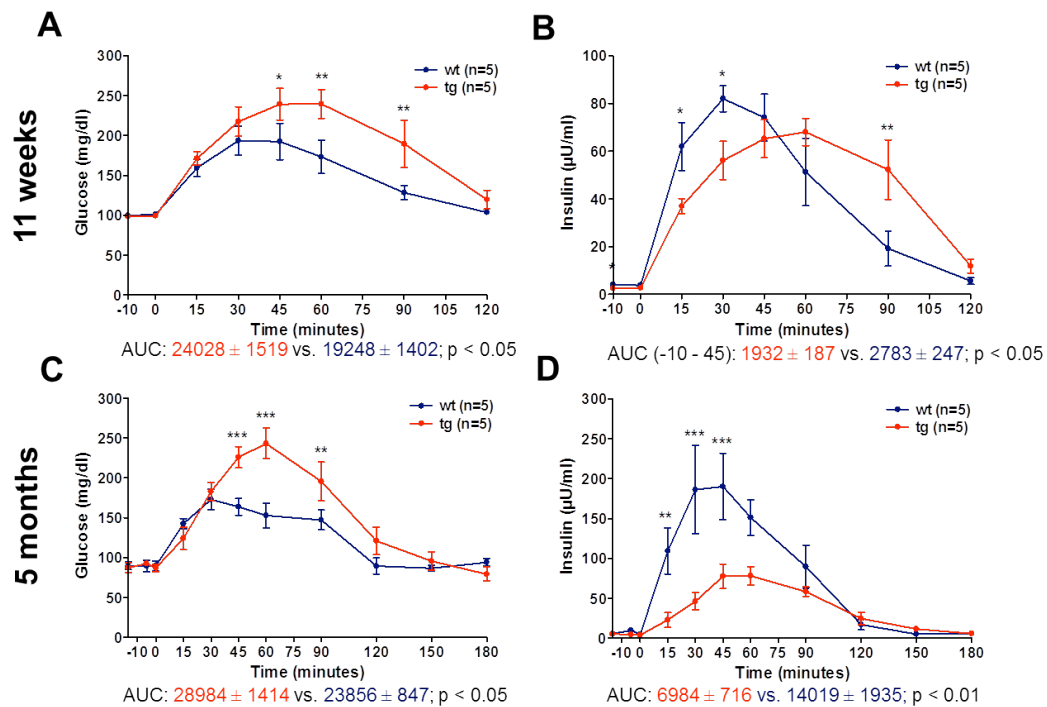 A
300
250
200
150
100
50
0
Glucose (mg/dl)
-10 0 15 30 45 60 75 90 105 120
Time (minutes)
wt (n=5)
tg (n=5)
*
**
**
AUC: 24028 ± 1519 vs. 19248 ± 1402; p < 0.05
B
100
80
60
40
20
0
Insulin (µU/ml)
-10 0 15 30 45 60 75 90 105 120
Time (minutes)
wt (n=5)
tg (n=5)
*
*
*
**
AUC (-10 - 45): 1932 ± 187 vs. 2783 ± 247; p < 0.05
11 weeks
C
300
250
200
150
100
50
0
Glucose (mg/dl)
-10 0 15 30 45 60 75 90 120 150 180
Time (minutes)
wt (n=5)
tg (n=5)
***
***
**
AUC: 28984 ± 1414 vs. 23856 ± 847; p < 0.05
D
300
250
200
150
100
50
0
Insulin (µU/ml)
-10 0 15 30 45 60 75 90 120 150 180
Time (minutes)
wt (n=5)
tg (n=5)
**
***
***
AUC: 6984 ± 716 vs. 14019 ± 1935; p < 0.01
5 months